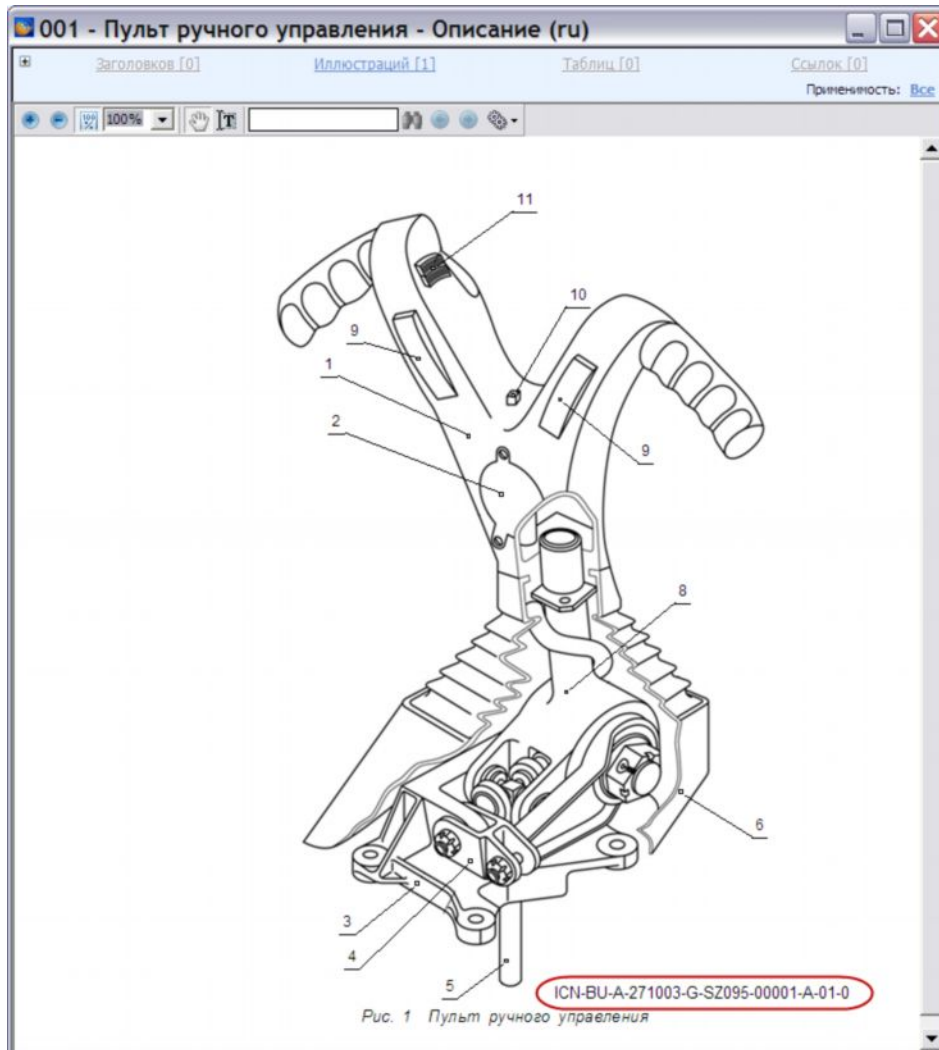 001 - Пульт ручного управления - Описание (ru)
Заголовков [0] Иллюстраций [1] Таблиц [0] Ссылок [0]
Применимость: Все
100%
11
10
9
1
2
9
8
6
3
4
5
ICN-BU-A-271003-G-SZ095-00001-A-01-0
Рис. 1 Пульт ручного управления